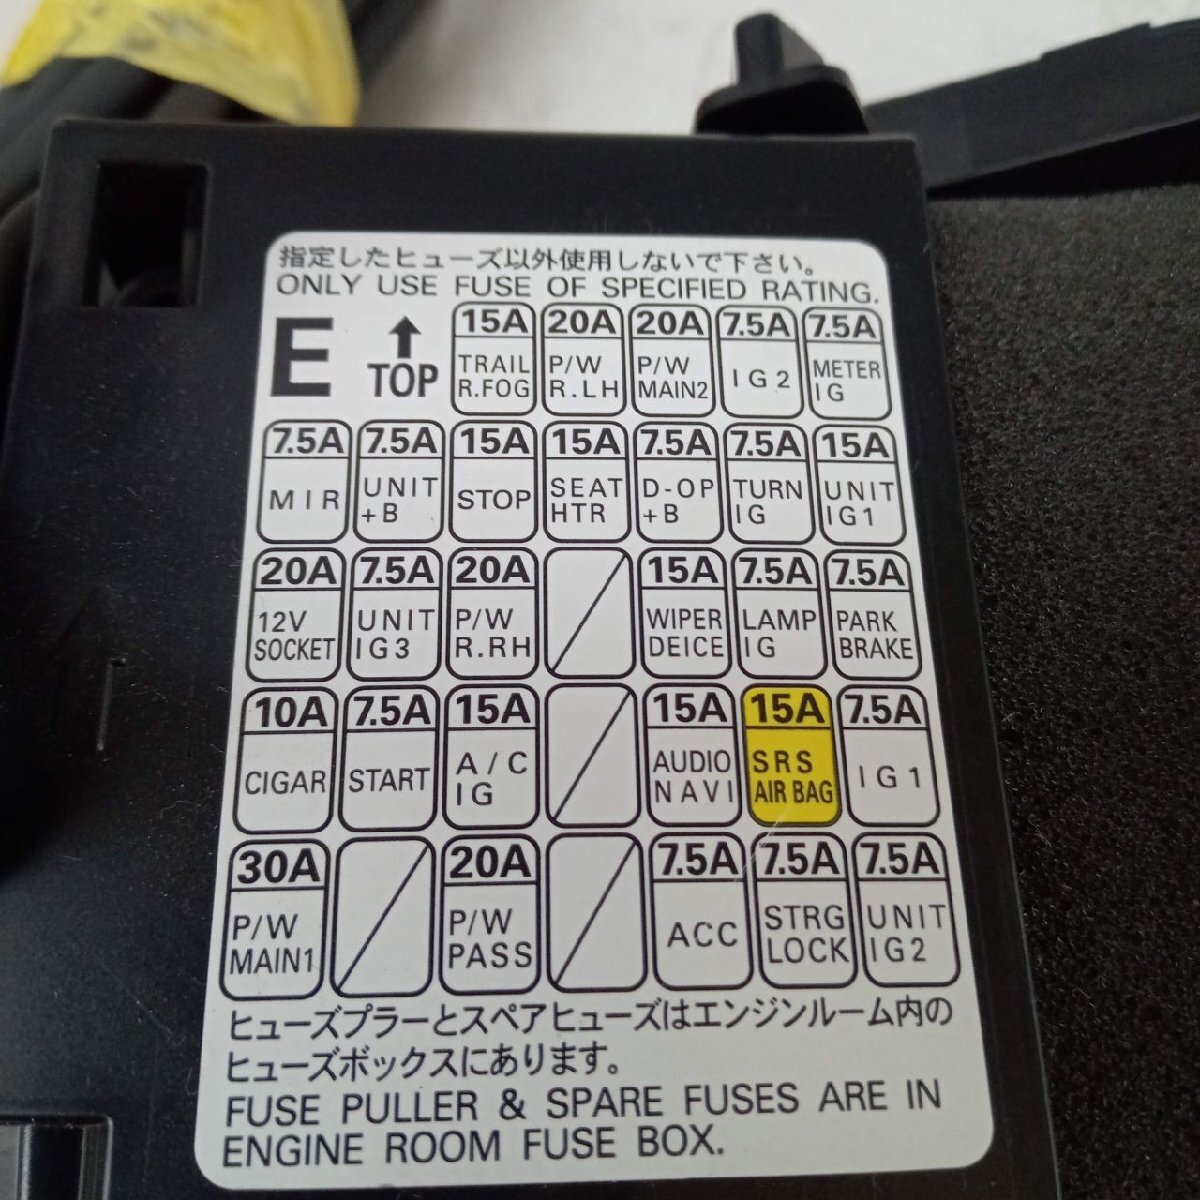 指定したヒューズ以外使用しないで下さい。
ONLY USE FUSE OF SPECIFIED RATING.
E ↑ TOP
15A 20A 20A 7.5A 7.5A
TRAIL R.FOG
P/W R.LH
P/W MAIN2
IG2
METER IG
7.5A 7.5A 15A 15A 7.5A 7.5A 15A
MIR
UNIT +B
STOP
SEAT HTR
D-OP +B
TURN IG
UNIT IG1
20A 7.5A 20A 15A 7.5A 7.5A
12V SOCKET
UNIT IG3
P/W R.RH
WIPER DEICE
LAMP IG
PARK BRAKE
10A 7.5A 15A 15A 15A 7.5A
CIGAR
START
A/C IG
AUDIO NAVI
SRS AIR BAG
IG1
30A 20A 7.5A 7.5A 7.5A
P/W MAIN1
P/W PASS
ACC
STRG LOCK
UNIT IG2
ヒューズプラーとスペアヒューズはエンジンルーム内の
ヒューズボックスにあります。
FUSE PULLER & SPARE FUSES ARE IN
ENGINE ROOM FUSE BOX.